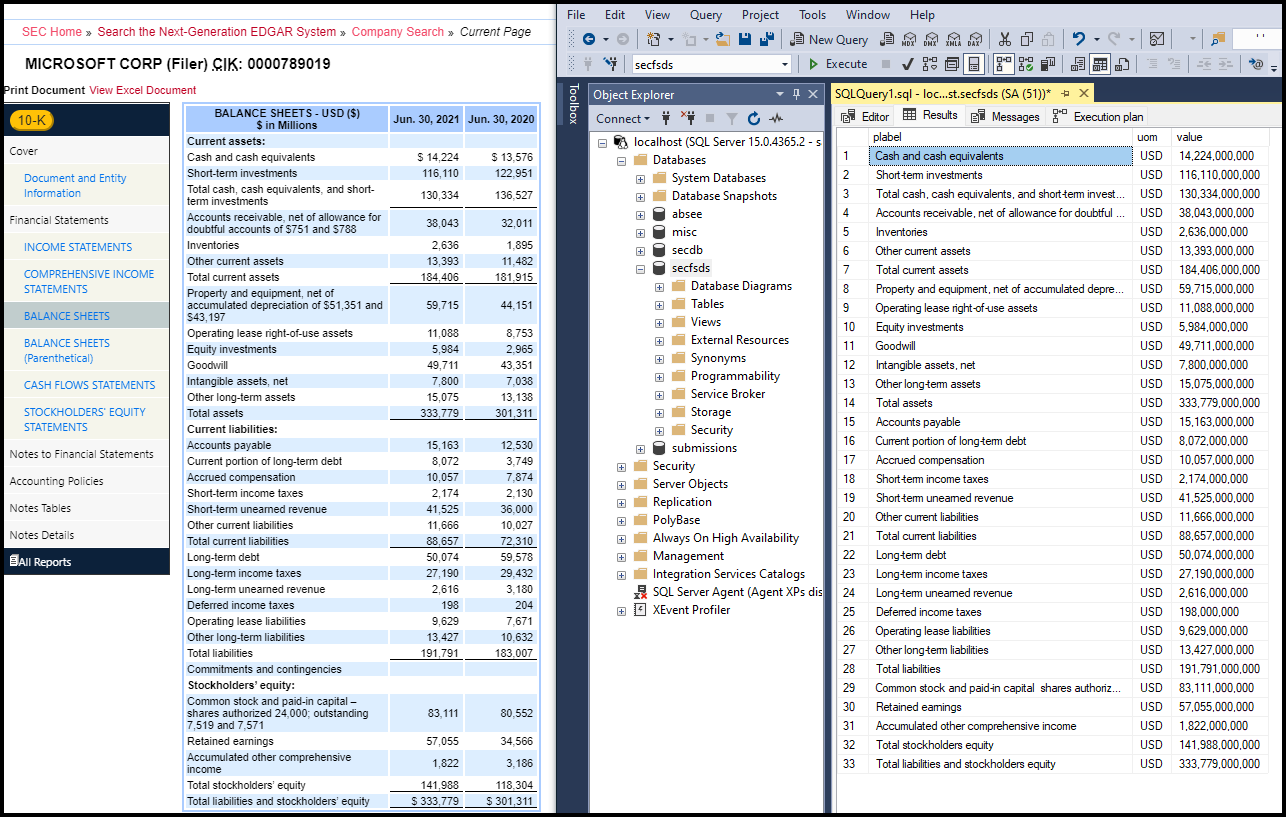 SEC Home » Search the Next-Generation EDGAR System » Company Search » Current Page
MICROSOFT CORP (Filer) CIK: 0000789019
Print Document View Excel Document
10-K
Cover
Document and Entity
Information
Financial Statements
INCOME STATEMENTS
COMPREHENSIVE INCOME
STATEMENTS
BALANCE SHEETS
BALANCE SHEETS
(Parenthetical)
CASH FLOWS STATEMENTS
STOCKHOLDERS' EQUITY
STATEMENTS
Notes to Financial Statements
Accounting Policies
Notes Tables
Notes Details
All Reports
BALANCE SHEETS - USD ($)
$ in Millions
Jun. 30, 2021 Jun. 30, 2020
Current assets:
Cash and cash equivalents $ 14,224 $ 13,576
Short-term investments 116,110 122,951
Total cash, cash equivalents, and short-
term investments 130,334 136,527
Accounts receivable, net of allowance for
doubtful accounts of $751 and $788 38,043 32,011
Inventories 2,636 1,895
Other current assets 13,393 11,482
Total current assets 184,406 181,915
Property and equipment, net of
accumulated depreciation of $51,351 and
$43,197 59,715 44,151
Operating lease right-of-use assets 11,088 8,753
Equity investments 5,984 2,965
Goodwill 49,711 43,351
Intangible assets, net 7,800 7,038
Other long-term assets 15,075 13,138
Total assets 333,779 301,311
Current liabilities:
Accounts payable 15,163 12,530
Current portion of long-term debt 8,072 3,749
Accrued compensation 10,057 7,874
Short-term income taxes 2,174 2,130
Short-term unearned revenue 41,525 36,000
Other current liabilities 11,666 10,027
Total current liabilities 88,657 72,310
Long-term debt 50,074 59,578
Long-term income taxes 27,190 29,432
Long-term unearned revenue 2,616 3,180
Deferred income taxes 198 204
Operating lease liabilities 9,629 7,671
Other long-term liabilities 13,427 10,632
Total liabilities 191,791 183,007
Commitments and contingencies
Stockholders' equity:
Common stock and paid-in capital –
shares authorized 24,000; outstanding
7,519 and 7,571 83,111 80,552
Retained earnings 57,055 34,566
Accumulated other comprehensive
income 1,822 3,186
Total stockholders' equity 141,988 118,304
Total liabilities and stockholders' equity $ 333,779 $ 301,311
File Edit View Query Project Tools Window Help
New Query MDX DMX XMLA DAX
secfsds Execute
Toolbox
Object Explorer
Connect
localhost (SQL Server 15.0.4365.2 - s
Databases
System Databases
Database Snapshots
absee
misc
secdb
secfsds
Database Diagrams
Tables
Views
External Resources
Synonyms
Programmability
Service Broker
Storage
Security
submissions
Security
Server Objects
Replication
PolyBase
Always On High Availability
Management
Integration Services Catalogs
SQL Server Agent (Agent XPs dis
XEvent Profiler
SQLQuery1.sql - loc...st.secfsds (SA (51))*
Editor Results Messages Execution plan
plabel uom value
1 Cash and cash equivalents USD 14,224,000,000
2 Short-term investments USD 116,110,000,000
3 Total cash, cash equivalents, and short-term invest... USD 130,334,000,000
4 Accounts receivable, net of allowance for doubtful ... USD 38,043,000,000
5 Inventories USD 2,636,000,000
6 Other current assets USD 13,393,000,000
7 Total current assets USD 184,406,000,000
8 Property and equipment, net of accumulated depre... USD 59,715,000,000
9 Operating lease right-of-use assets USD 11,088,000,000
10 Equity investments USD 5,984,000,000
11 Goodwill USD 49,711,000,000
12 Intangible assets, net USD 7,800,000,000
13 Other long-term assets USD 15,075,000,000
14 Total assets USD 333,779,000,000
15 Accounts payable USD 15,163,000,000
16 Current portion of long-term debt USD 8,072,000,000
17 Accrued compensation USD 10,057,000,000
18 Short-term income taxes USD 2,174,000,000
19 Short-term unearned revenue USD 41,525,000,000
20 Other current liabilities USD 11,666,000,000
21 Total current liabilities USD 88,657,000,000
22 Long-term debt USD 50,074,000,000
23 Long-term income taxes USD 27,190,000,000
24 Long-term unearned revenue USD 2,616,000,000
25 Deferred income taxes USD 198,000,000
26 Operating lease liabilities USD 9,629,000,000
27 Other long-term liabilities USD 13,427,000,000
28 Total liabilities USD 191,791,000,000
29 Common stock and paid-in capital shares authoriz... USD 83,111,000,000
30 Retained earnings USD 57,055,000,000
31 Accumulated other comprehensive income USD 1,822,000,000
32 Total stockholders equity USD 141,988,000,000
33 Total liabilities and stockholders equity USD 333,779,000,000